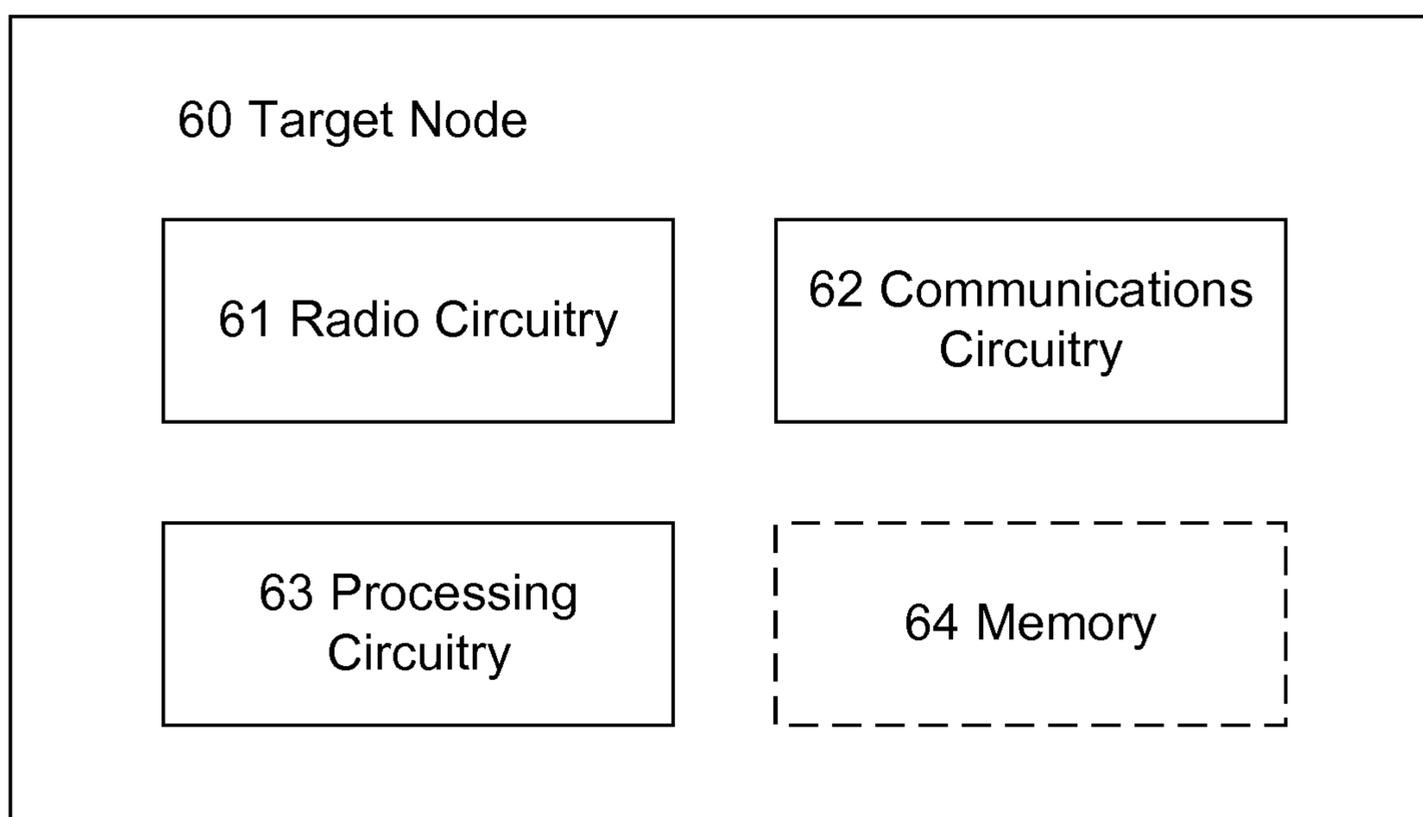 60 Target Node
61 Radio Circuitry
62 Communications
Circuitry
63 Processing
Circuitry
64 Memory